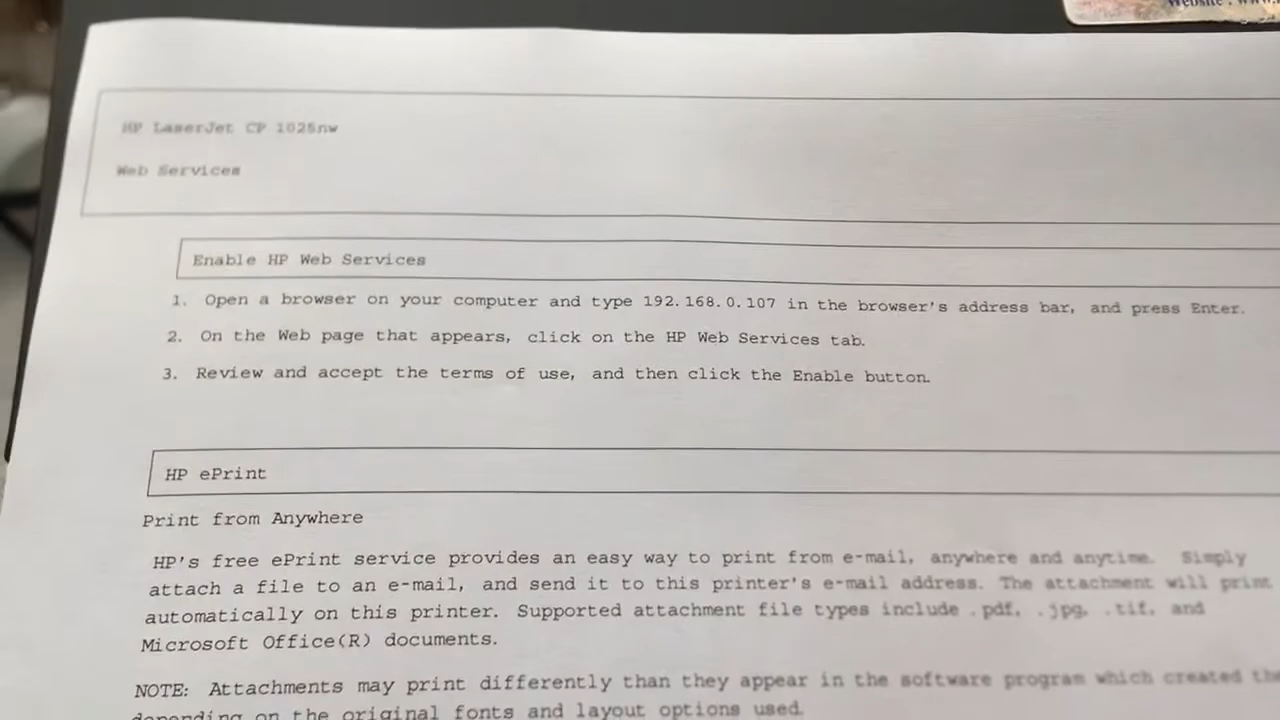 Website : www.
HP LaserJet CP 1025nw
Web Services
Enable HP Web Services
1. Open a browser on your computer and type 192.168.0.107 in the browser's address bar, and press Enter.
2. On the Web page that appears, click on the HP Web Services tab.
3. Review and accept the terms of use, and then click the Enable button.
HP ePrint
Print from Anywhere
HP's free ePrint service provides an easy way to print from e-mail, anywhere and anytime. Simply
attach a file to an e-mail, and send it to this printer's e-mail address. The attachment will print
automatically on this printer. Supported attachment file types include .pdf, .jpg, .tif, and
Microsoft Office(R) documents.
NOTE: Attachments may print differently than they appear in the software program which created the
depending on the original fonts and layout options used.